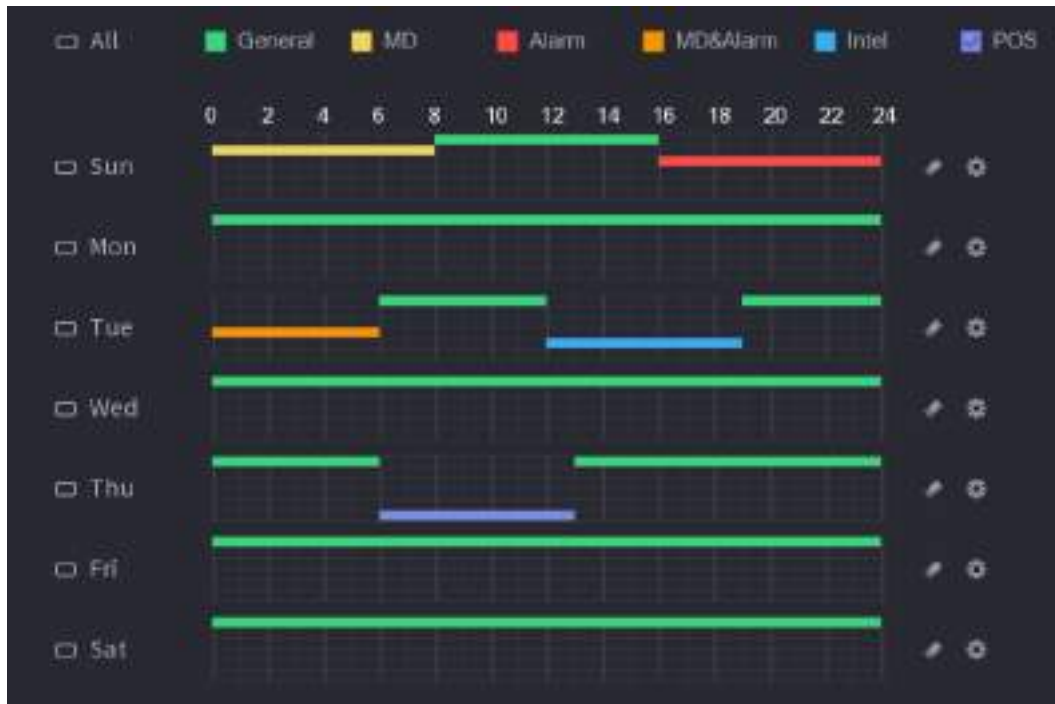 All General MD Alarm MD&Alarm Intel POS
0 2 4 6 8 10 12 14 16 18 20 22 24
Sun
Mon
Tue
Wed
Thu
Fri
Sat